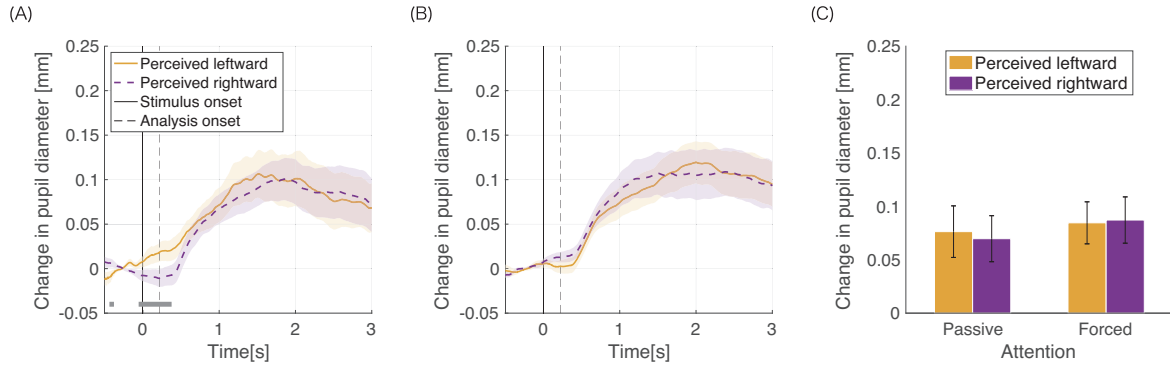 (A)
(B)
(C)
Change in pupil diameter [mm]
0.25
0.2
0.15
0.1
0.05
0
-0.05
Perceived leftward
Perceived rightward
Stimulus onset
Analysis onset
0
1
2
3
Time[s]
Change in pupil diameter [mm]
0.25
0.2
0.15
0.1
0.05
0
-0.05
0
1
2
3
Time[s]
Change in pupil diameter [mm]
0.25
0.2
0.15
0.1
0.05
0
Perceived leftward
Perceived rightward
Passive
Forced
Attention